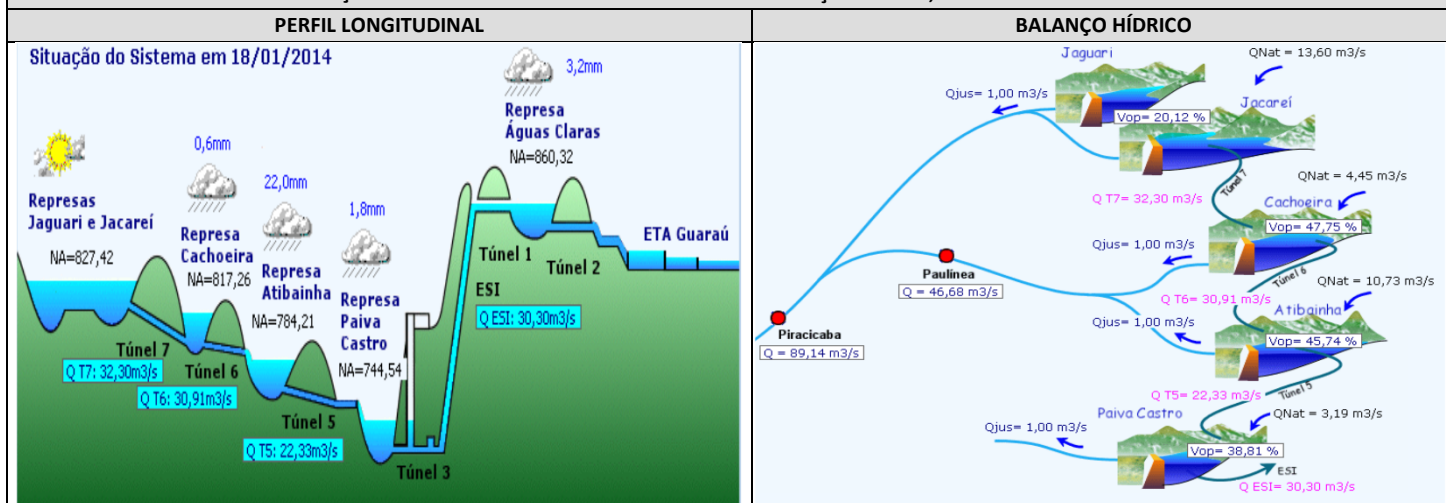 PERFIL LONGITUDINAL
BALANÇO HÍDRICO
Situação do Sistema em 18/01/2014
3,2mm
Represa
Águas Claras
NA=860,32
0,6mm
22,0mm
1,8mm
Represas
Jaguari e Jacareí
NA=827,42
Represa
Cachoeira
NA=817,26
Represa
Atibainha
NA=784,21
Represa
Paiva
Castro
NA=744,54
Túnel 1
Túnel 2
ETA Guaraú
ESI
Q ESI: 30,30m3/s
Túnel 7
Q T7: 32,30m3/s
Túnel 6
Q T6: 30,91m3/s
Túnel 5
Q T5: 22,33m3/s
Túnel 3
Jaguari
QNat = 13,60 m3/s
Qjus= 1,00 m3/s
Jacareí
Vop= 20,12 %
Túnel 7
QNat = 4,45 m3/s
Q T7= 32,30 m3/s
Cachoeira
Vop= 47,75 %
Qjus= 1,00 m3/s
Túnel 6
Paulínea
Q = 46,68 m3/s
QNat = 10,73 m3/s
Q T6= 30,91 m3/s
Atibainha
Qjus= 1,00 m3/s
Vop= 45,74 %
Piracicaba
Q = 89,14 m3/s
Túnel 5
Q T5= 22,33 m3/s
Paiva Castro
QNat = 3,19 m3/s
Qjus= 1,00 m3/s
Vop= 38,81 %
ESI
Q ESI= 30,30 m3/s